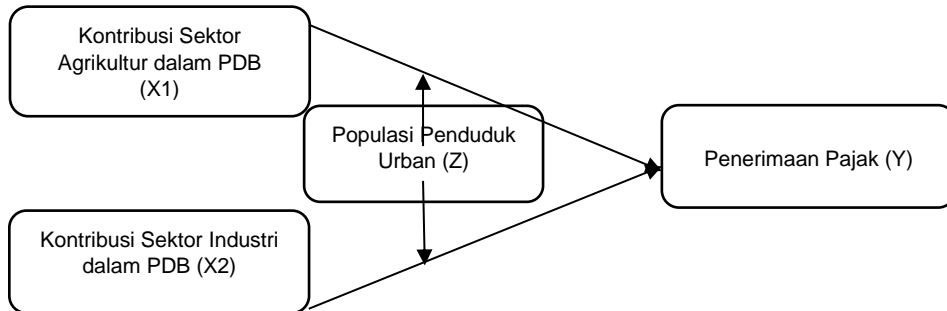 Kontribusi Sektor
Agrikultur dalam PDB
(X1)
Populasi Penduduk
Urban (Z)
Penerimaan Pajak (Y)
Kontribusi Sektor Industri
dalam PDB (X2)